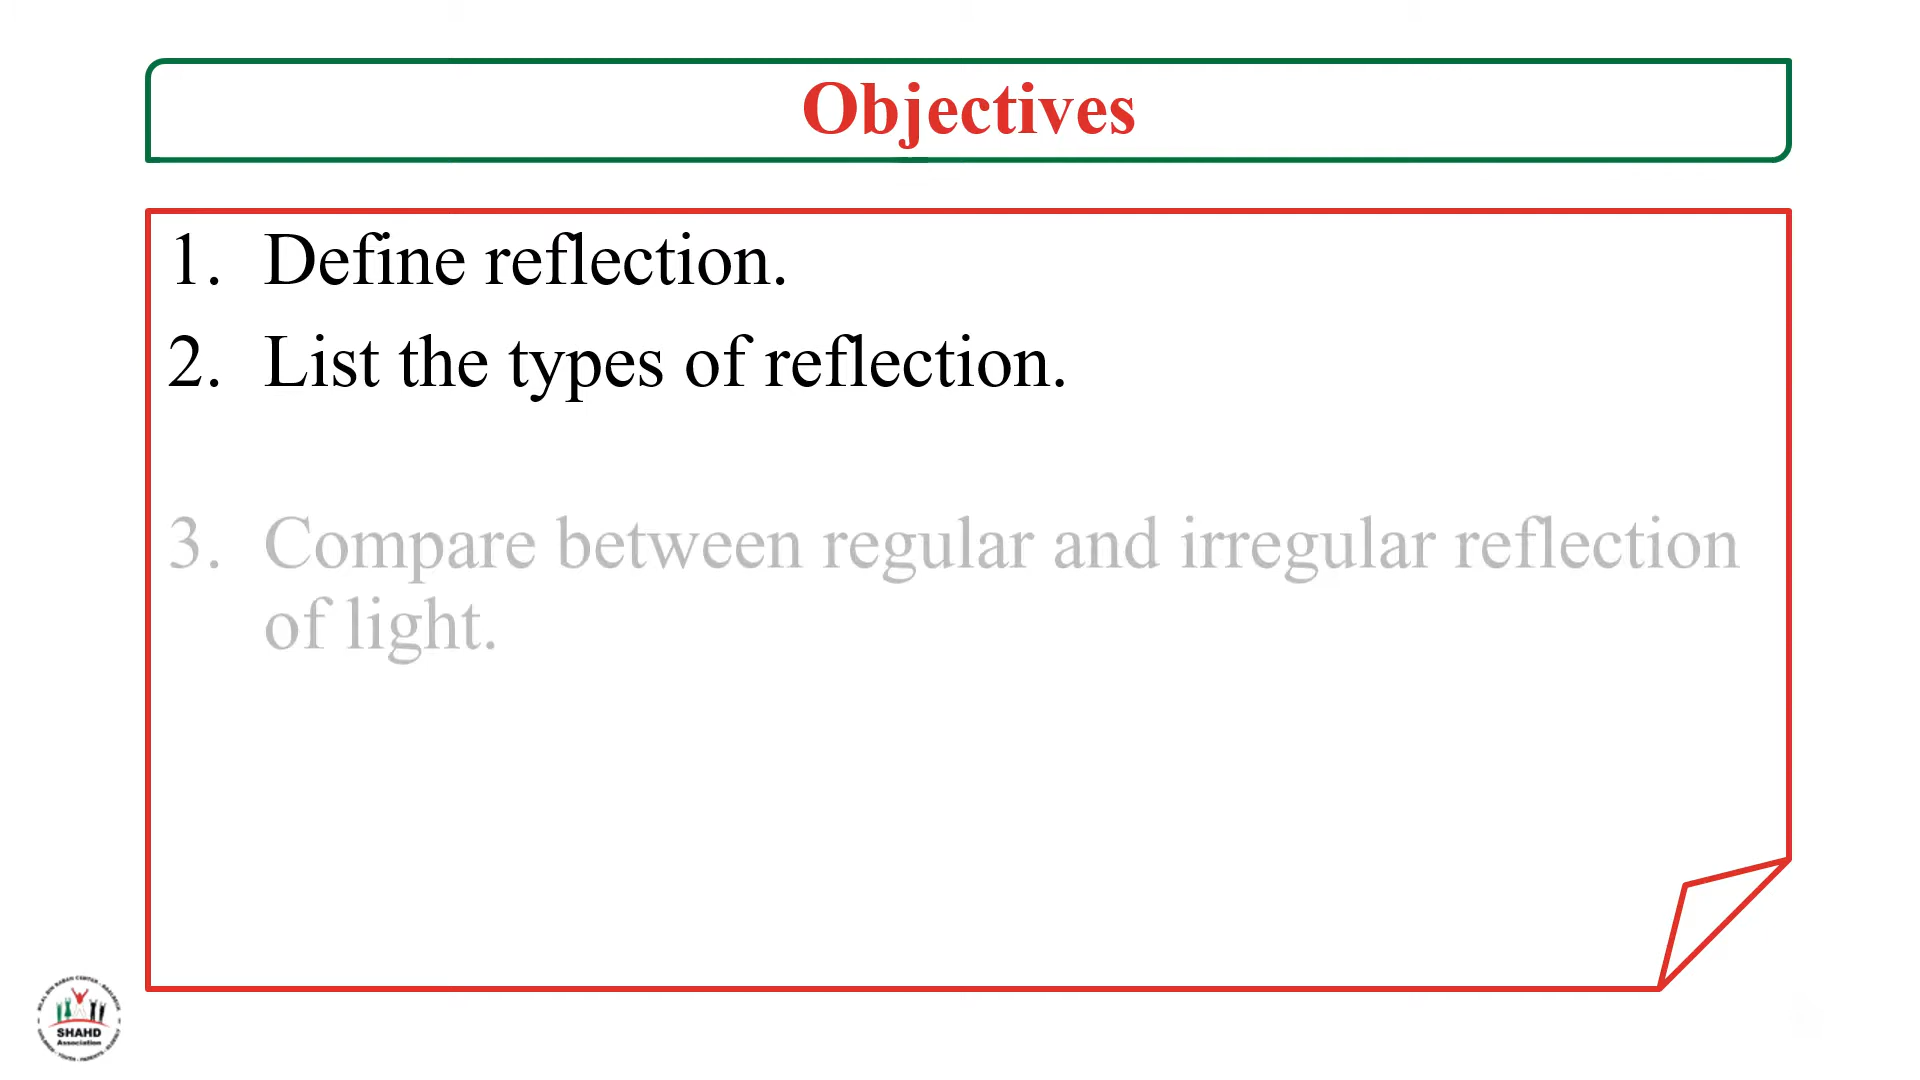 Objectives
1. Define reflection.
2. List the types of reflection.
3. Compare between regular and irregular reflection
of light.
SHAHD
Association